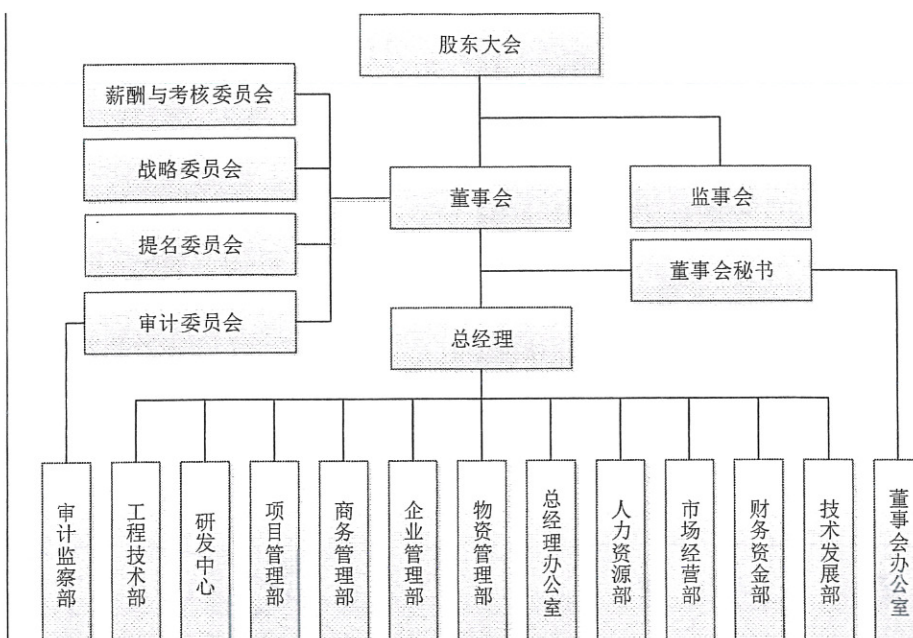 股东大会
薪酬与考核委员会
战略委员会
董事会
监事会
提名委员会
董事会秘书
审计委员会
总经理
审计监察部
工程技术部
研发中心
项目管理部
商务管理部
企业管理部
物资管理部
总经理办公室
人力资源部
市场经营部
财务资金部
技术发展部
董事会办公室